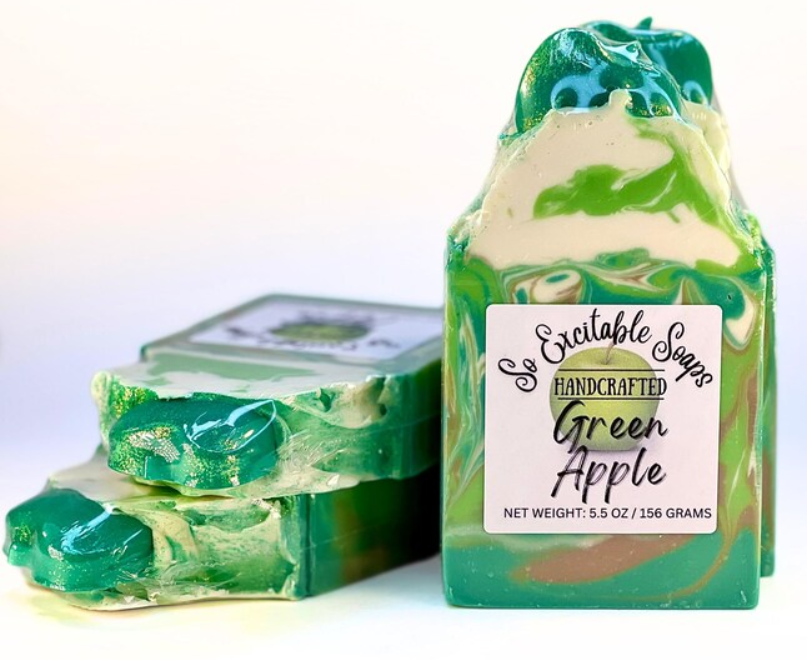 So Excitable Soaps
HANDCRAFTED
Green
Apple
NET WEIGHT: 5.5 OZ / 156 GRAMS